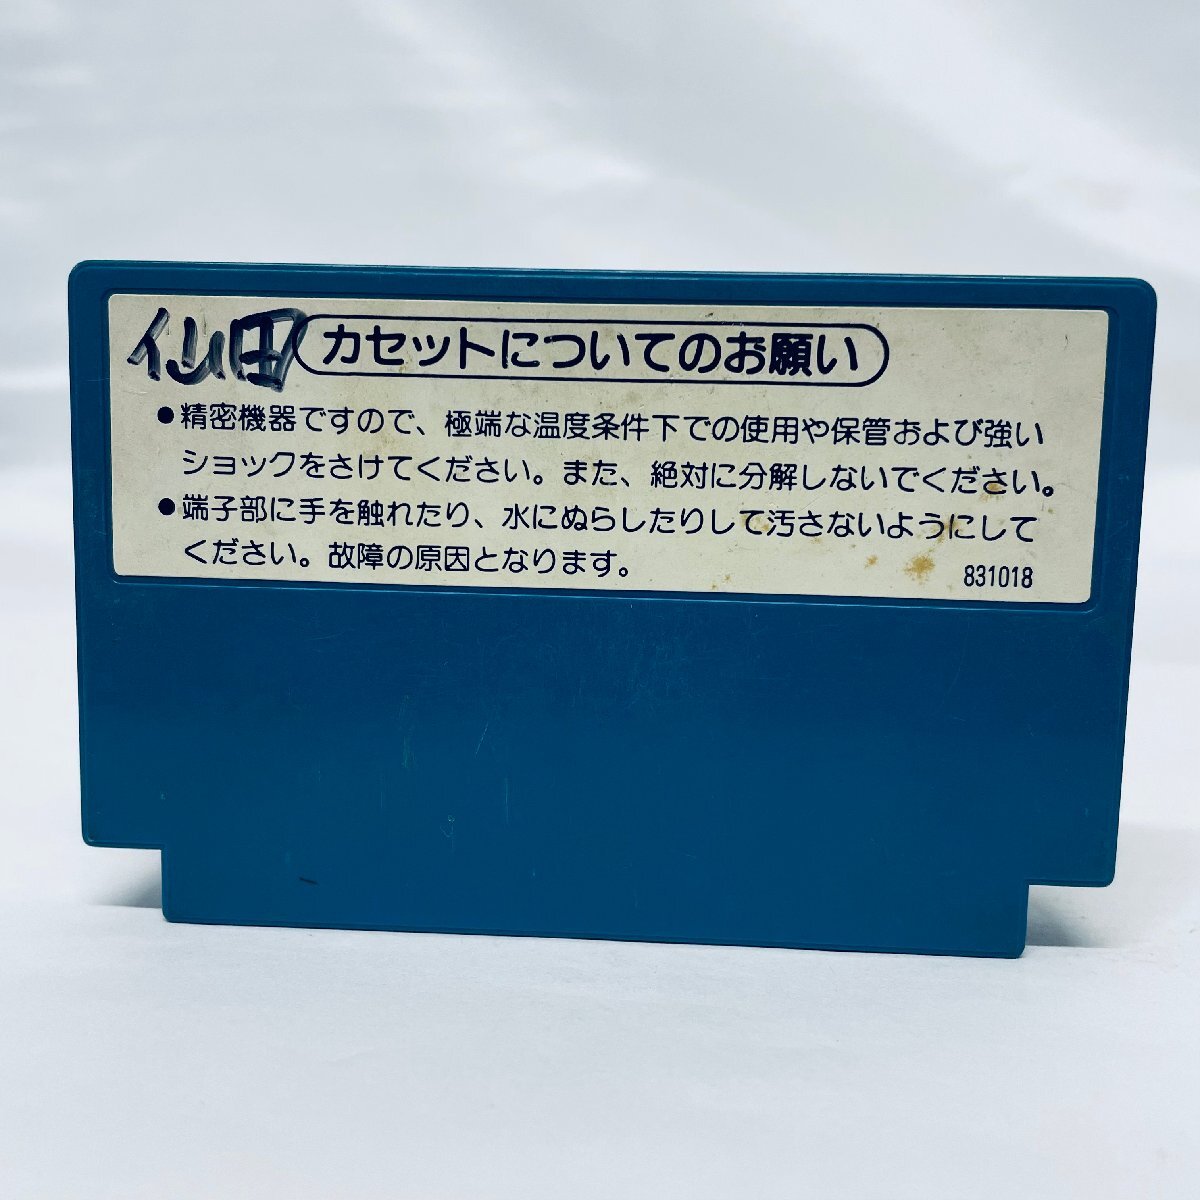 仙田
カセットについてのお願い
●精密機器ですので、極端な温度条件下での使用や保管および強い
ショックをさけてください。また、絶対に分解しないでください。
●端子部に手を触れたり、水にぬらしたりして汚さないようにして
ください。故障の原因となります。
831018